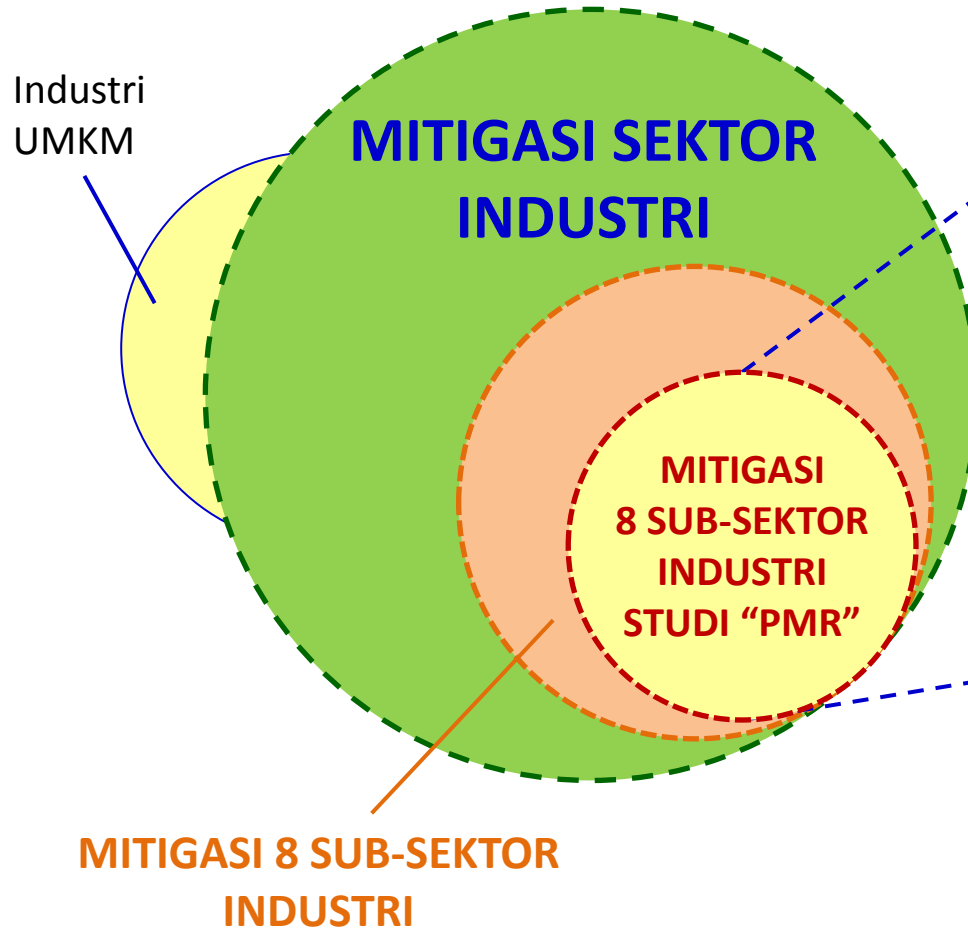 Industri
UMKM
MITIGASI SEKTOR
INDUSTRI
MITIGASI
8 SUB-SEKTOR
INDUSTRI
STUDI “PMR”
MITIGASI 8 SUB-SEKTOR
INDUSTRI